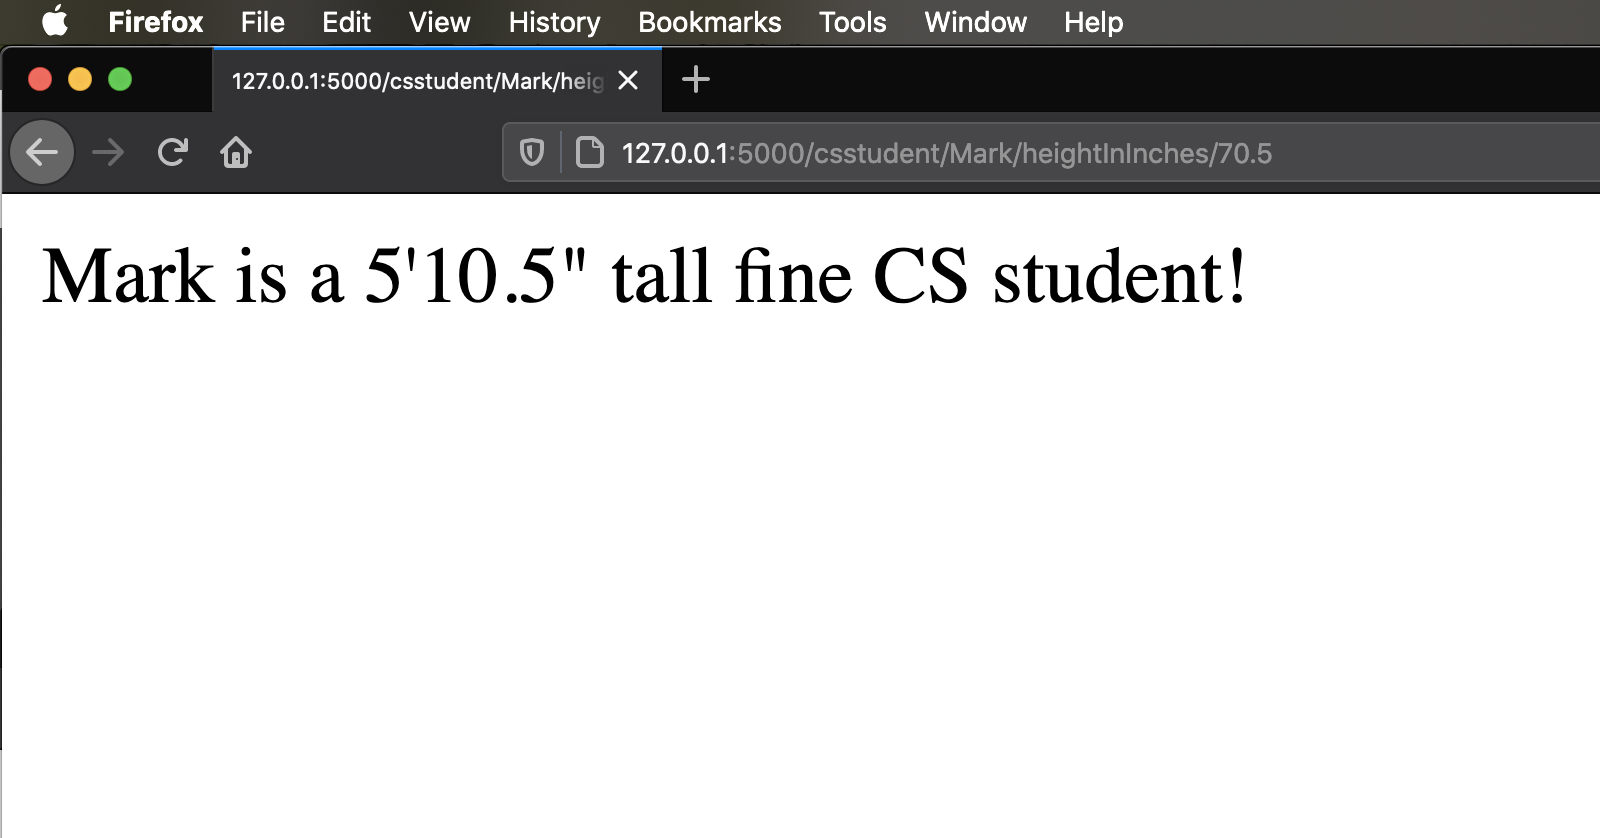 Firefox File Edit View History Bookmarks Tools Window Help
127.0.0.1:5000/csstudent/Mark/heig
127.0.0.1:5000/csstudent/Mark/heightInInches/70.5
Mark is a 5'10.5" tall fine CS student!